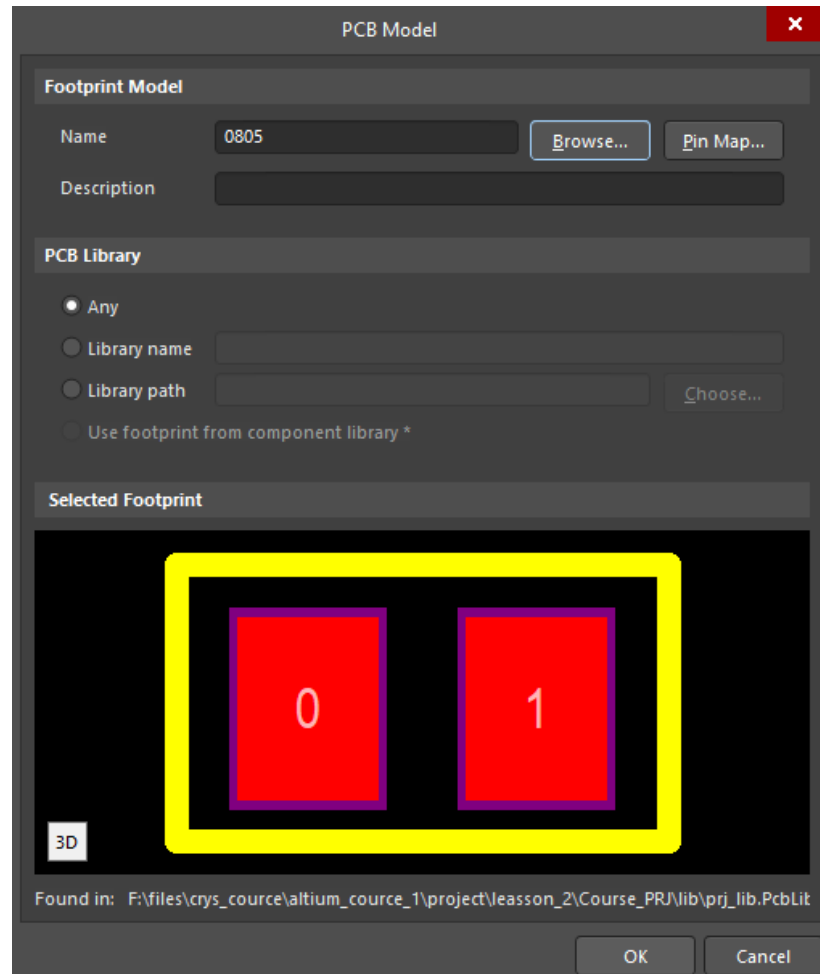 PCB Model
Footprint Model
Name 0805 Browse... Pin Map...
Description
PCB Library
Any
Library name
Library path Choose...
Use footprint from component library *
Selected Footprint
0 1
3D
Found in: F:\files\crys_cource\altium_cource_1\project\leasson_2\Course_PRJ\lib\prj_lib.PcbLib
OK Cancel